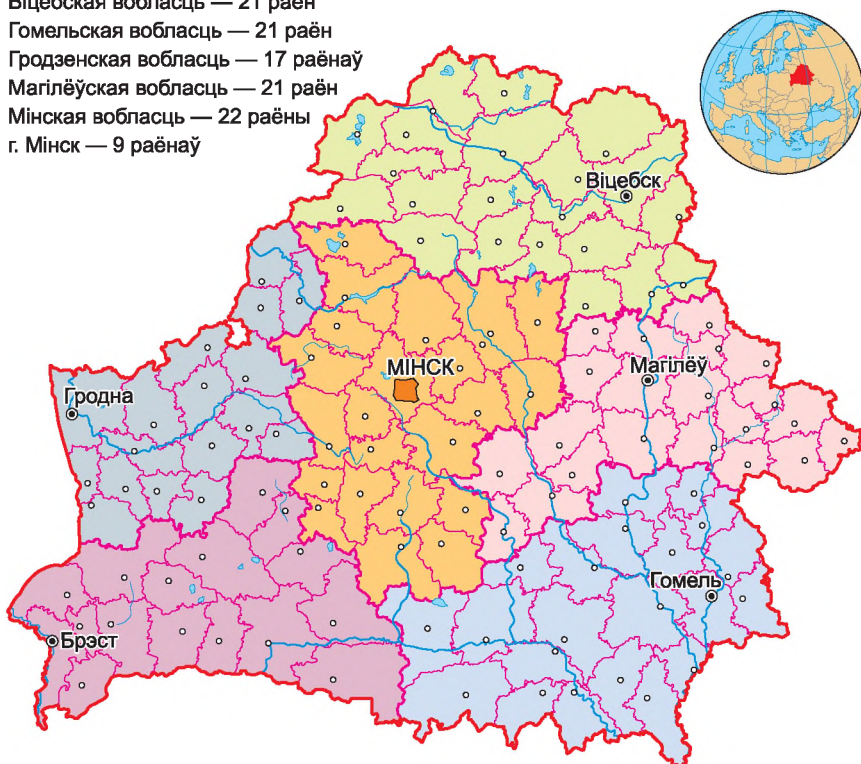 Віцебская вобласць — 21 раён
Гомельская вобласць — 21 раён
Гродзенская вобласць — 17 раёнаў
Магілёўская вобласць — 21 раён
Мінская вобласць — 22 раёны
г. Мінск — 9 раёнаў
Віцебск
МІНСК
Магілёў
Гродна
Гомель
Брэст